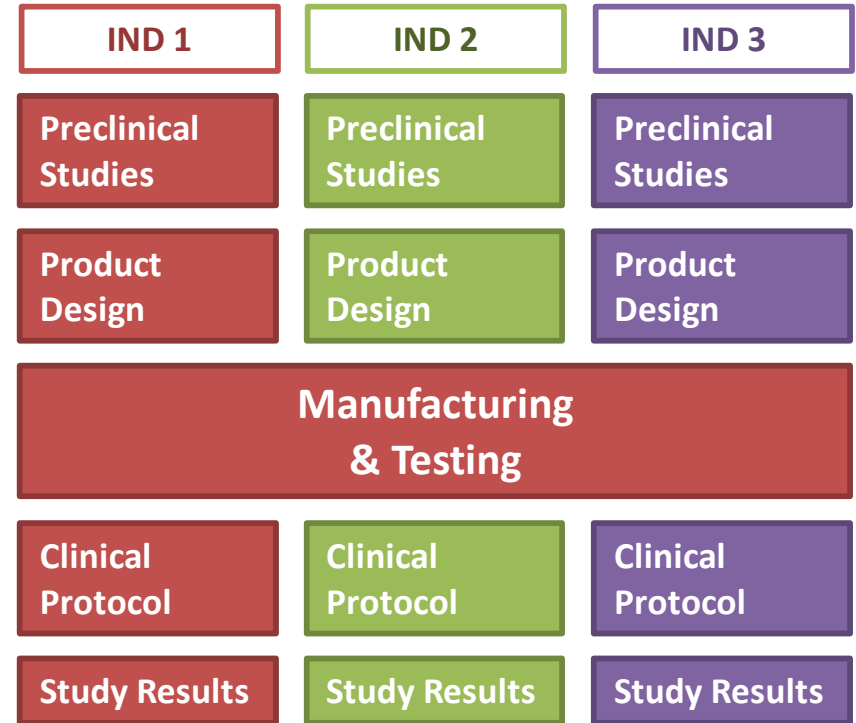 IND 1
IND 2
IND 3
Preclinical
Studies
Preclinical
Studies
Preclinical
Studies
Product
Design
Product
Design
Product
Design
Manufacturing
& Testing
Clinical
Protocol
Clinical
Protocol
Clinical
Protocol
Study Results
Study Results
Study Results